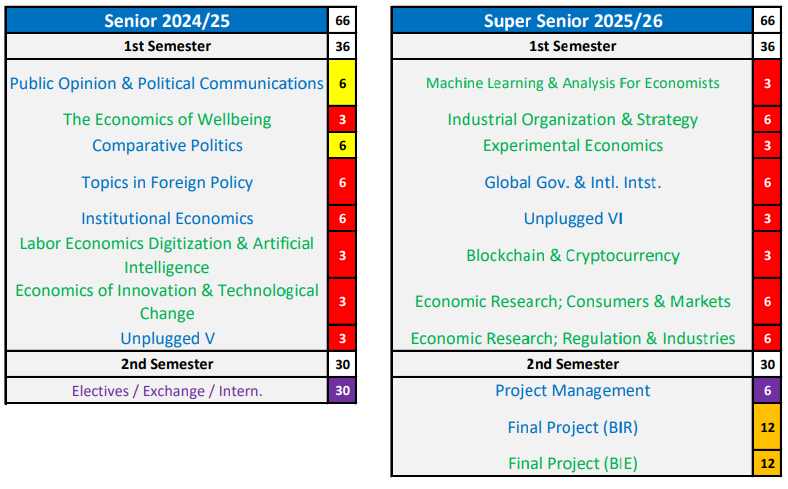 Senior 2024/25 66
1st Semester 36
Public Opinion & Political Communications 6
The Economics of Wellbeing 3
Comparative Politics 6
Topics in Foreign Policy 6
Institutional Economics 6
Labor Economics Digitization & Artificial
Intelligence 3
Economics of Innovation & Technological
Change 3
Unplugged V 3
2nd Semester 30
Electives / Exchange / Intern. 30
Super Senior 2025/26 66
1st Semester 36
Machine Learning & Analysis For Economists 3
Industrial Organization & Strategy 6
Experimental Economics 3
Global Gov. & Intl. Intst. 6
Unplugged VI 3
Blockchain & Cryptocurrency 3
Economic Research; Consumers & Markets 6
Economic Research; Regulation & Industries 6
2nd Semester 30
Project Management 6
Final Project (BIR) 12
Final Project (BIE) 12